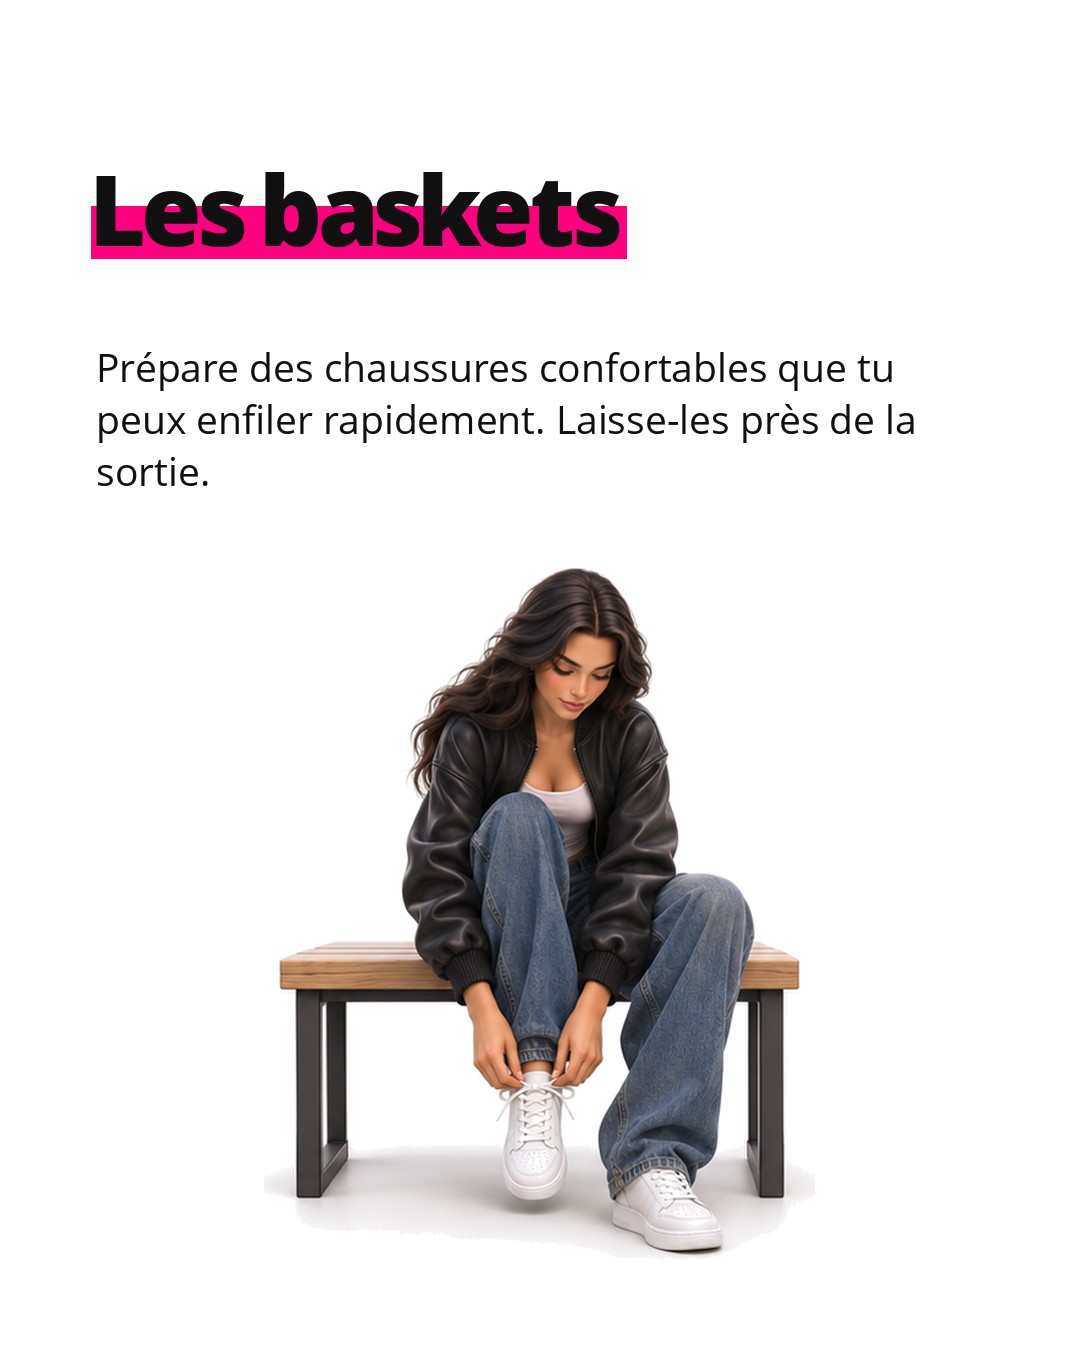 Les baskets
Prépare des chaussures confortables que tu
peux enfiler rapidement. Laisse-les près de la
sortie.